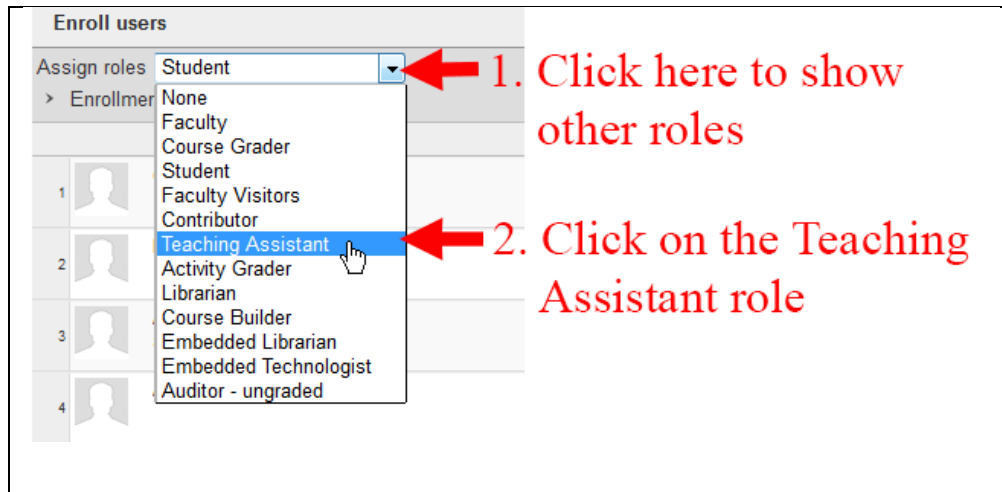 Enroll users
Assign roles Student
1. Click here to show
other roles
> Enrollmen
None
Faculty
Course Grader
Student
Faculty Visitors
Contributor
Teaching Assistant
2. Click on the Teaching
Assistant role
Activity Grader
Librarian
Course Builder
Embedded Librarian
Embedded Technologist
Auditor - ungraded
1
2
3
4